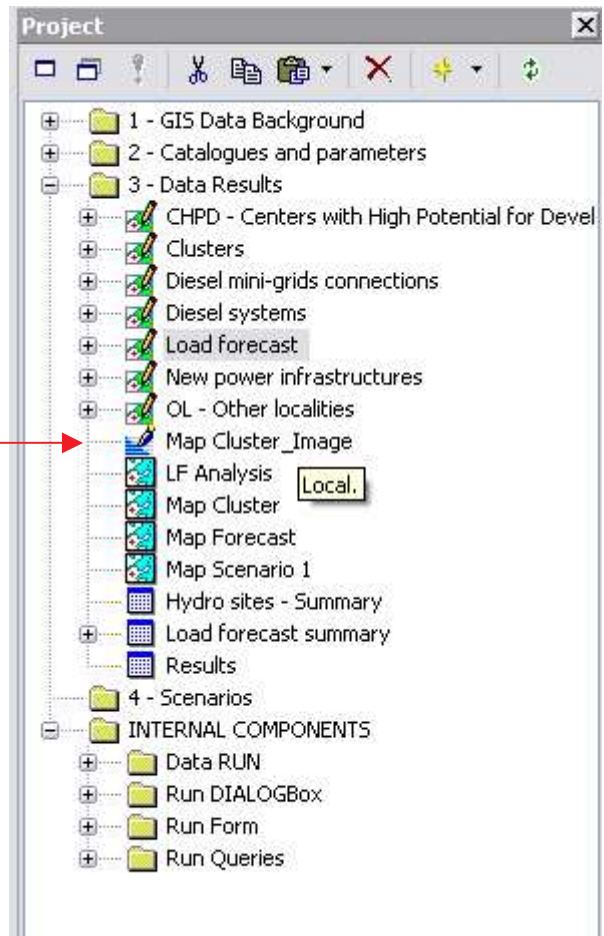 Project
1 - GIS Data Background
2 - Catalogues and parameters
3 - Data Results
CHPD - Centers with High Potential for Devel
Clusters
Diesel mini-grids connections
Diesel systems
Load forecast
New power infrastructures
OL - Other localities
Map Cluster_Image
LF Analysis
Local.
Map Cluster
Map Forecast
Map Scenario 1
Hydro sites - Summary
Load forecast summary
Results
4 - Scenarios
INTERNAL COMPONENTS
Data RUN
Run DIALOGBox
Run Form
Run Queries